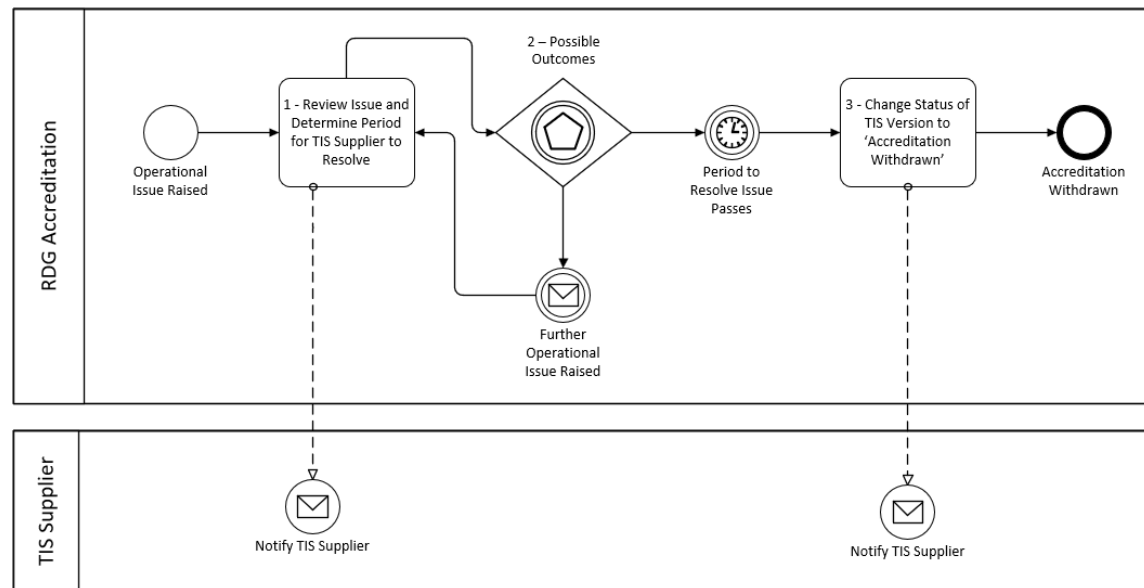 RDG Accreditation
Operational
Issue Raised
1 - Review Issue and
Determine Period
for TIS Supplier to
Resolve
2 – Possible
Outcomes
Further
Operational
Issue Raised
Period to
Resolve Issue
Passes
3 - Change Status of
TIS Version to
‘Accreditation
Withdrawn’
Accreditation
Withdrawn
TIS Supplier
Notify TIS Supplier
Notify TIS Supplier